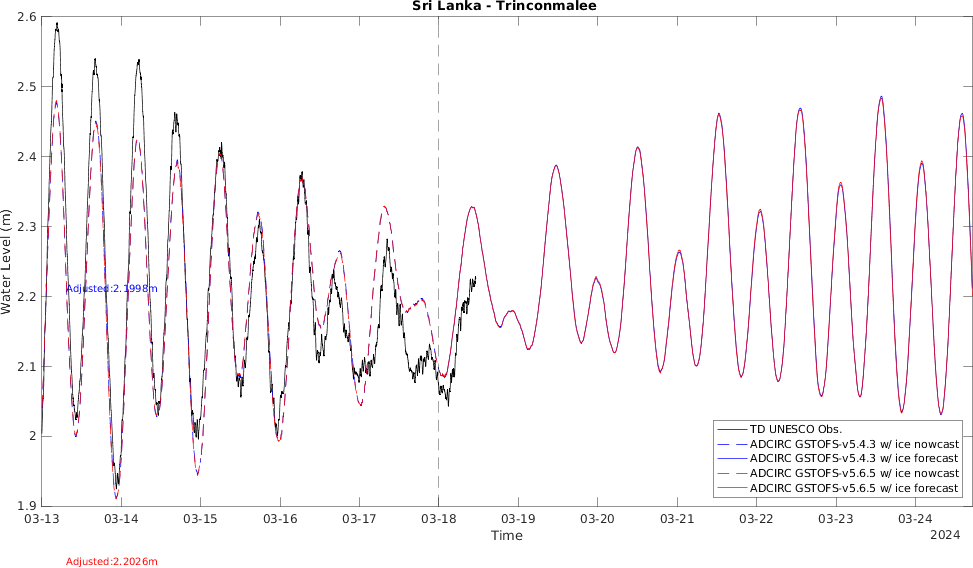 Sri Lanka - Trinconmalee
2.6
2.5
2.4
2.3
2.2
2.1
2
1.9
Water Level (m)
Adjusted:2.1998m
TD UNESCO Obs.
ADCIRC GSTOFS-v5.4.3 w/ ice nowcast
ADCIRC GSTOFS-v5.4.3 w/ ice forecast
ADCIRC GSTOFS-v5.6.5 w/ ice nowcast
ADCIRC GSTOFS-v5.6.5 w/ ice forecast
03-13 03-14 03-15 03-16 03-17 03-18 03-19 03-20 03-21 03-22 03-23 03-24
Time
2024
Adjusted:2.2026m